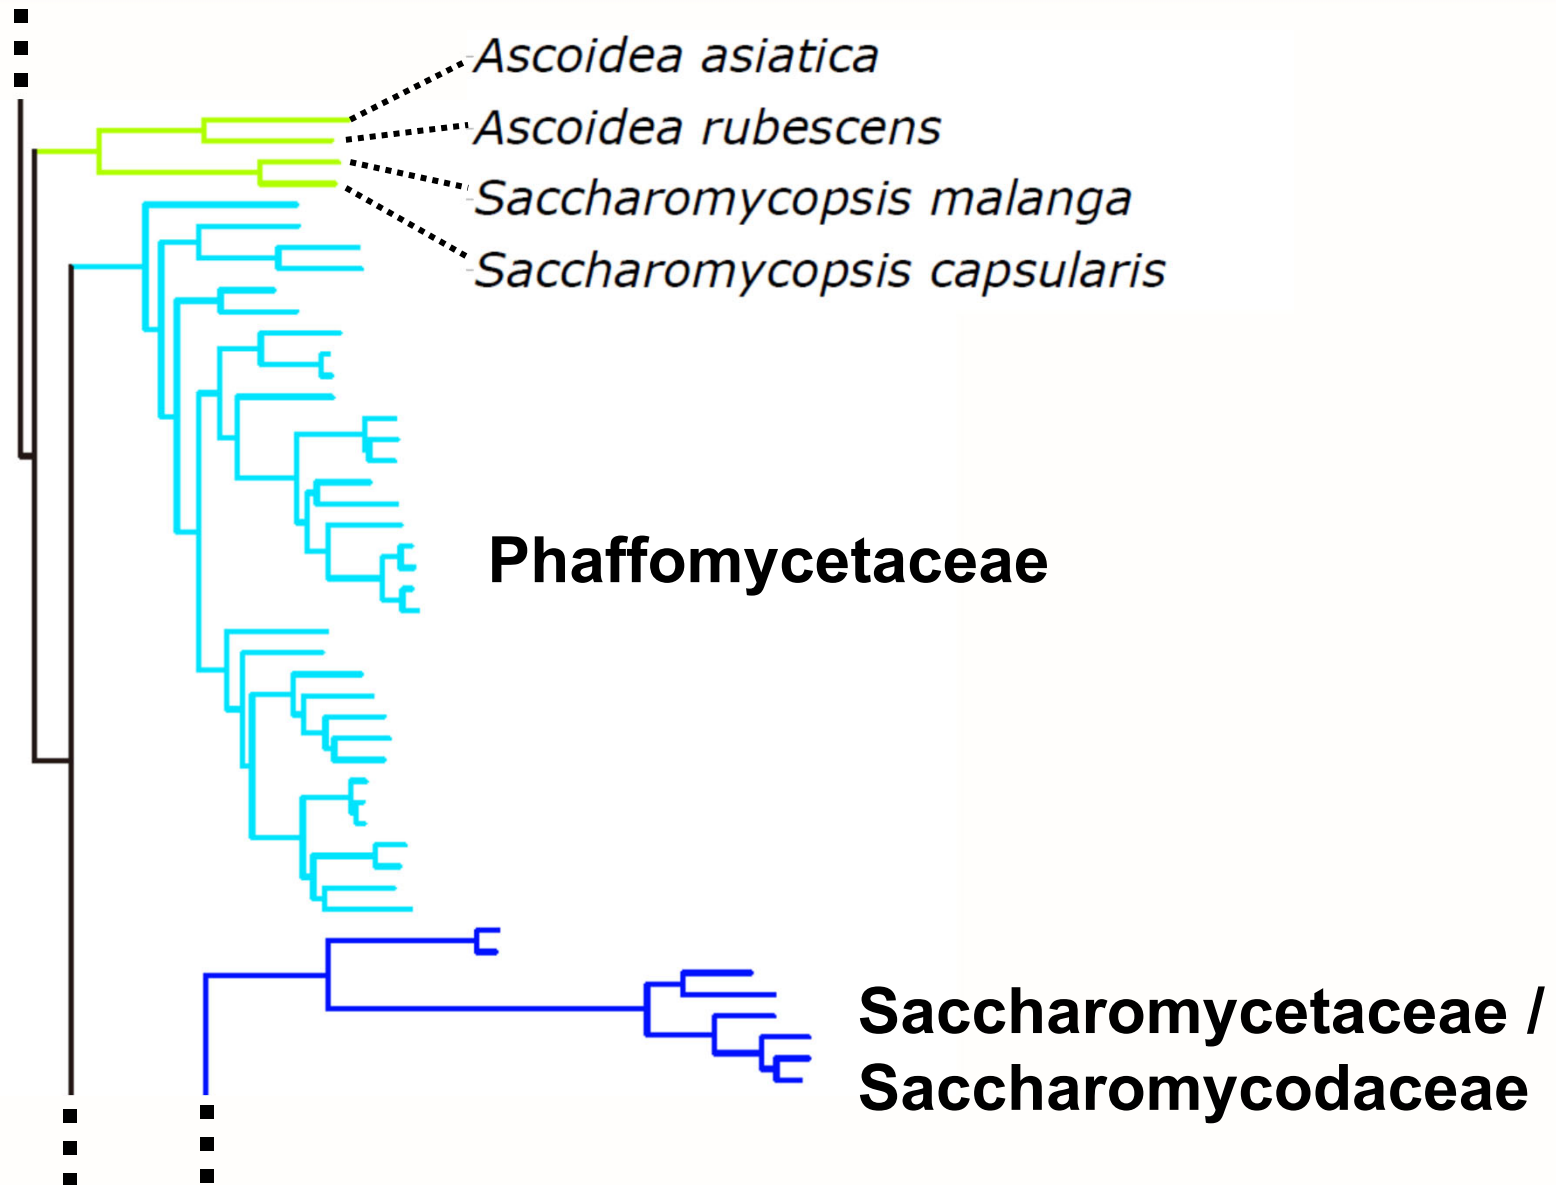 Ascoidea asiatica
Ascoidea rubescens
Saccharomycopsis malanga
Saccharomycopsis capsularis
Phaffomycetaceae
Saccharomycetaceae /
Saccharomycodaceae